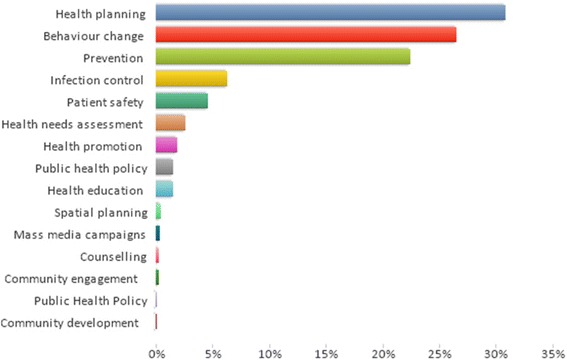 Health planning
Behaviour change
Prevention
Infection control
Patient safety
Health needs assessment
Health promotion
Public health policy
Health education
Spatial planning
Mass media campaigns
Counselling
Community engagement
Public Health Policy
Community development
0% 5% 10% 15% 20% 25% 30% 35%